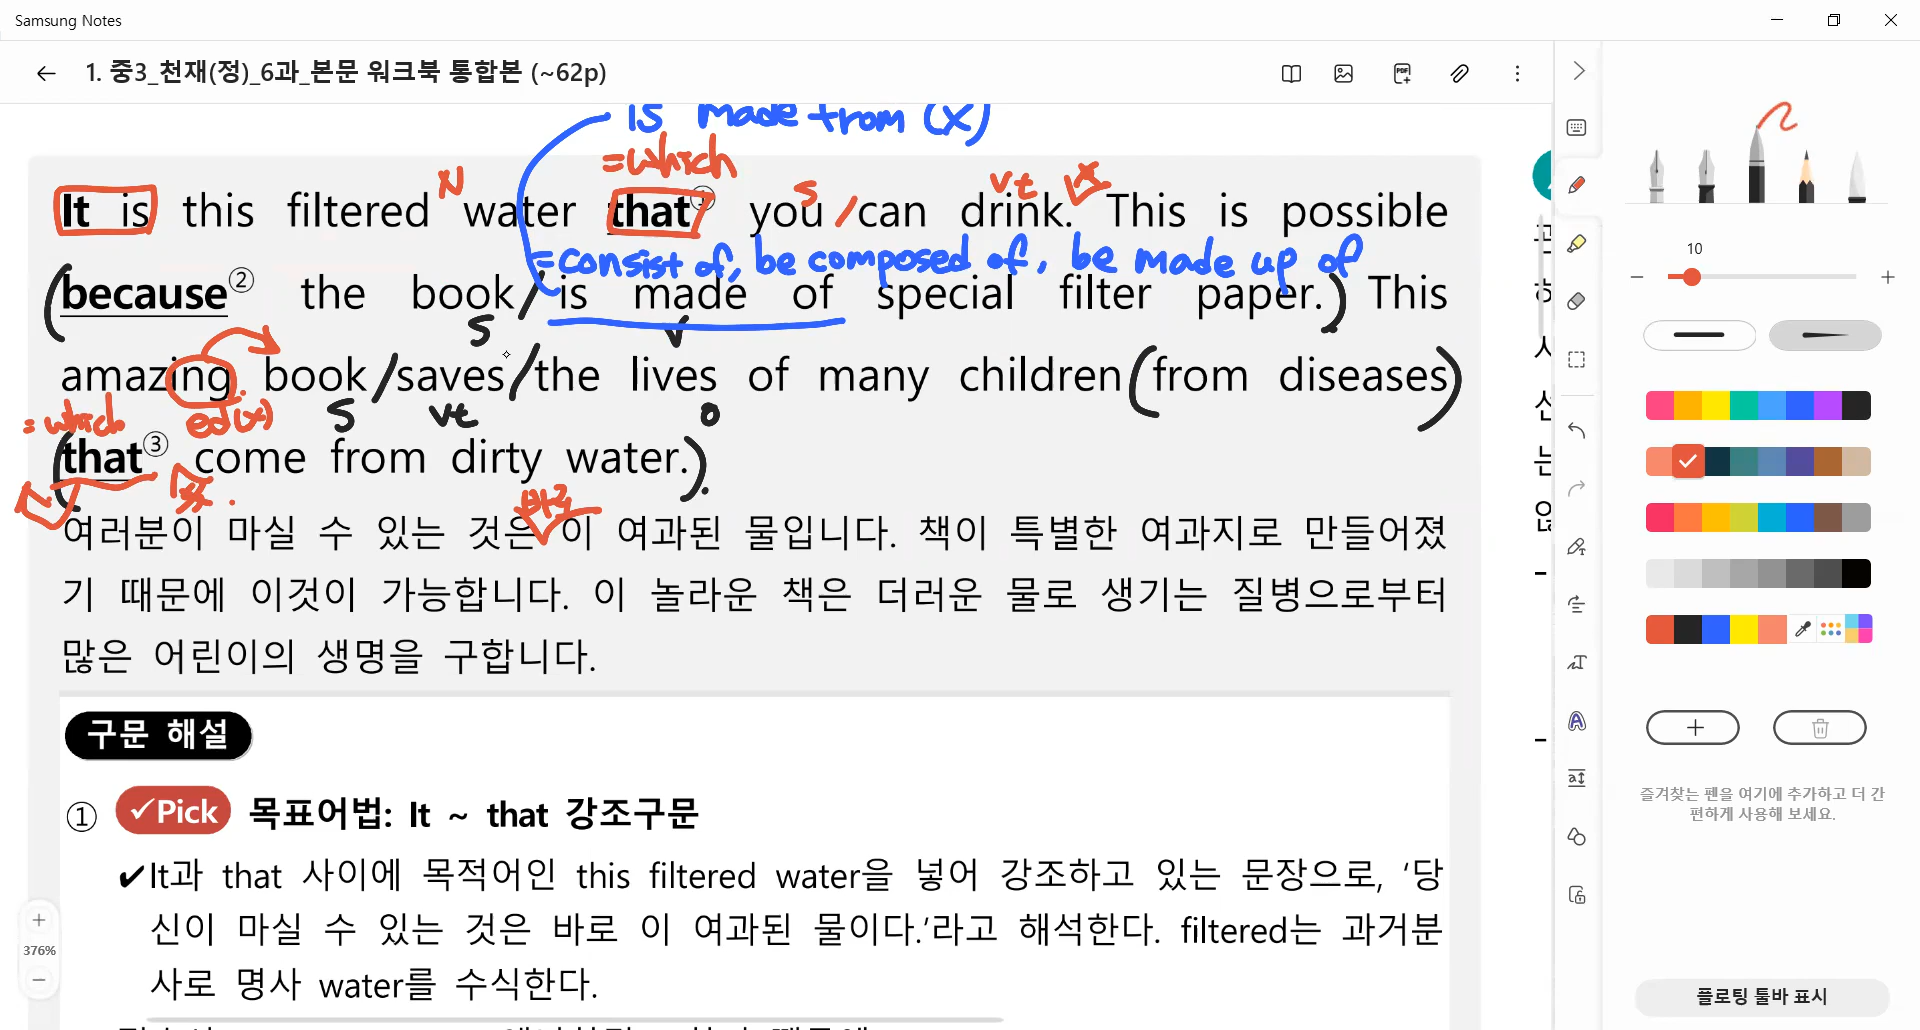 Samsung Notes
1. 중3_천재(정)_6과_본문 워크북 통합본 (~62p)
is made from (X)
=which
N
s
vt
It is this filtered water that① you / can drink. This is possible
=consist of, be composed of, be made up of
(because② the book / is made of special filter paper.) This
s
v
amazing book / saves / the lives of many children (from diseases)
=which
ed(x)
s
vt
o
(that③ come from dirty water.)
바로
여러분이 마실 수 있는 것은 이 여과된 물입니다. 책이 특별한 여과지로 만들어졌
기 때문에 이것이 가능합니다. 이 놀라운 책은 더러운 물로 생기는 질병으로부터
많은 어린이의 생명을 구합니다.
구문 해설
① ✓Pick 목표어법: It ~ that 강조구문
✔It과 that 사이에 목적어인 this filtered water을 넣어 강조하고 있는 문장으로, ‘당
신이 마실 수 있는 것은 바로 이 여과된 물이다.’라고 해석한다. filtered는 과거분
사로 명사 water를 수식한다.
376%
10
즐겨찾는 펜을 여기에 추가하고 더 간
편하게 사용해 보세요.
플로팅 툴바 표시